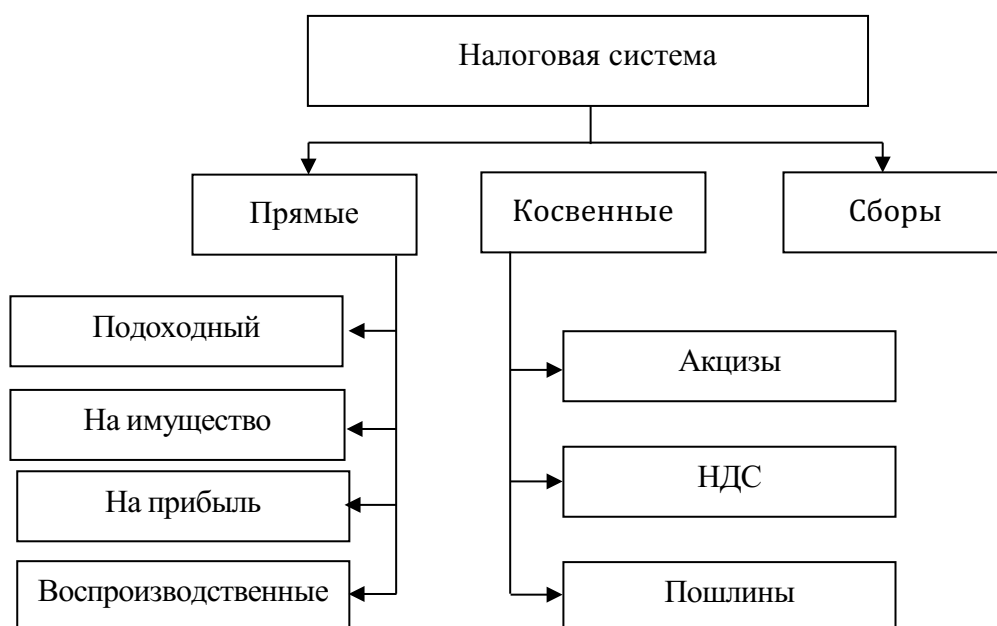 Налоговая система
Прямые
Косвенные
Сборы
Подоходный
На имущество
На прибыль
Воспроизводственные
Акцизы
НДС
Пошлины